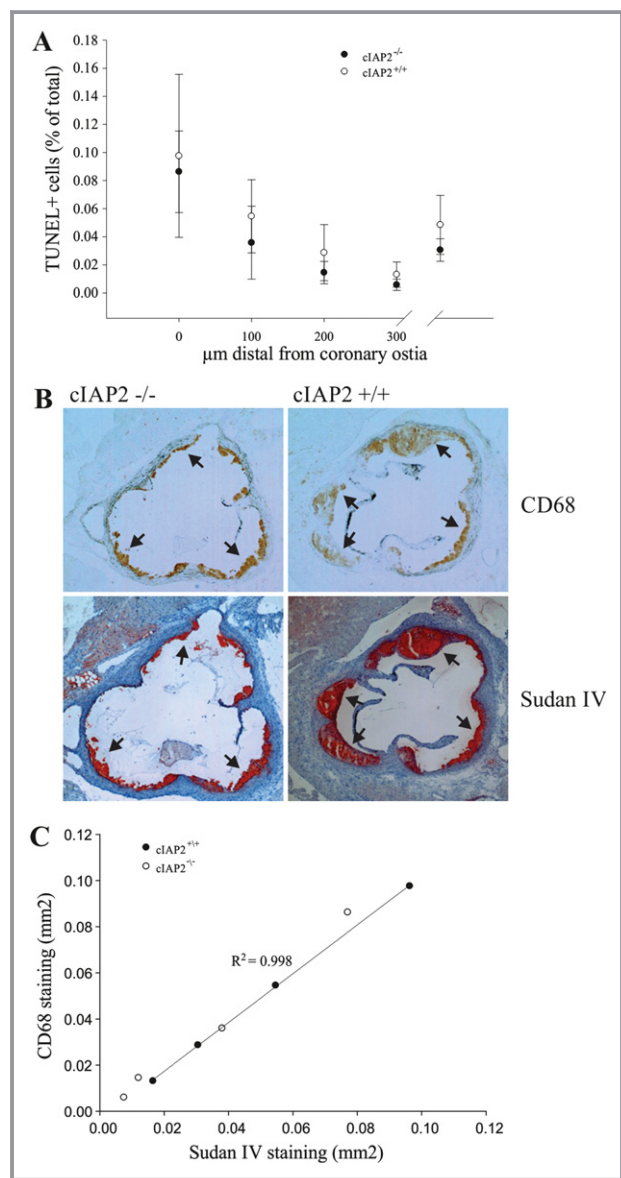 A
0.18
0.16
0.14
0.12
0.10
0.08
0.06
0.04
0.02
0.00
TUNEL+ cells (% of total)
cIAP2-/-
cIAP2+/+
0 100 200 300
µm distal from coronary ostia
B
cIAP2 -/- cIAP2 +/+
CD68
Sudan IV
C
0.12
0.10
0.08
0.06
0.04
0.02
0.00
CD68 staining (mm2)
cIAP2+\+
cIAP2-\-
R2 = 0.998
0.00 0.02 0.04 0.06 0.08 0.10 0.12
Sudan IV staining (mm2)